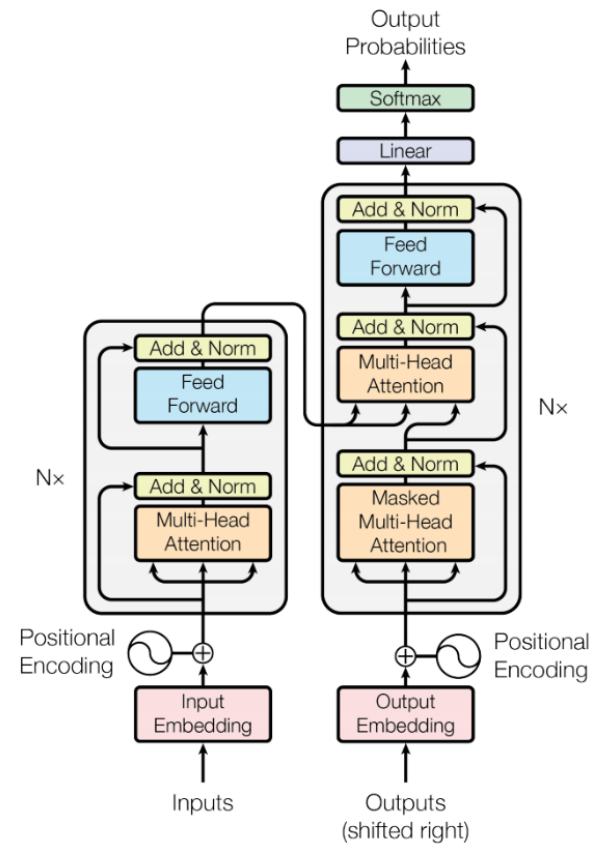 Output
Probabilities
Softmax
Linear
Add & Norm
Feed
Forward
Add & Norm
Multi-Head
Attention
Add & Norm
Masked
Multi-Head
Attention
Nx
Add & Norm
Feed
Forward
Add & Norm
Multi-Head
Attention
N×
Positional
Encoding
Positional
Encoding
Input
Embedding
Output
Embedding
Inputs
Outputs
(shifted right)